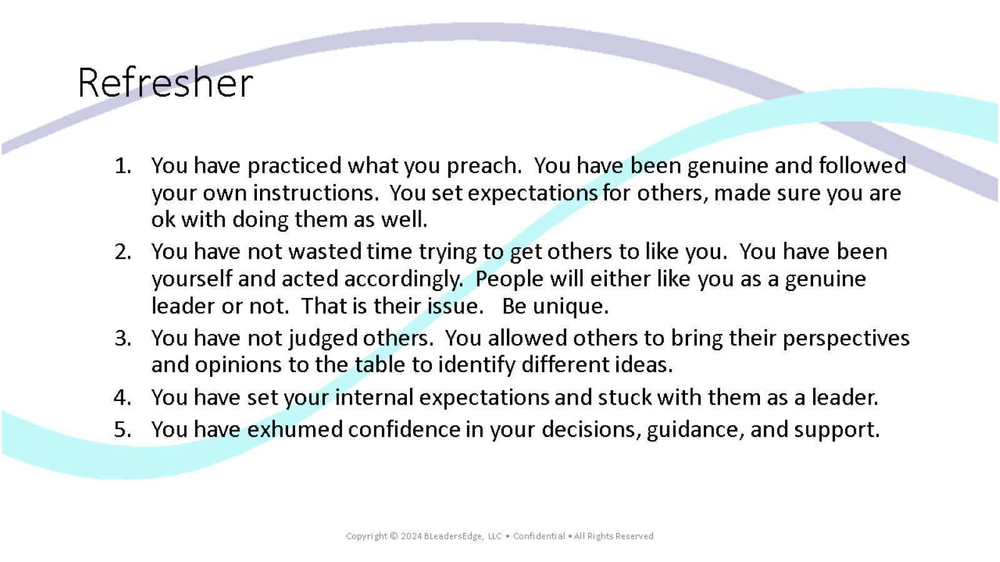 Refresher
1. You have practiced what you preach.  You have been genuine and followed
your own instructions.  You set expectations for others, made sure you are
ok with doing them as well.
2. You have not wasted time trying to get others to like you.  You have been
yourself and acted accordingly.  People will either like you as a genuine
leader or not.  That is their issue.   Be unique.
3. You have not judged others.  You allowed others to bring their perspectives
and opinions to the table to identify different ideas.
4. You have set your internal expectations and stuck with them as a leader.
5. You have exhumed confidence in your decisions, guidance, and support.
Copyright © 2024 BLeadersEdge, LLC • Confidential • All Rights Reserved